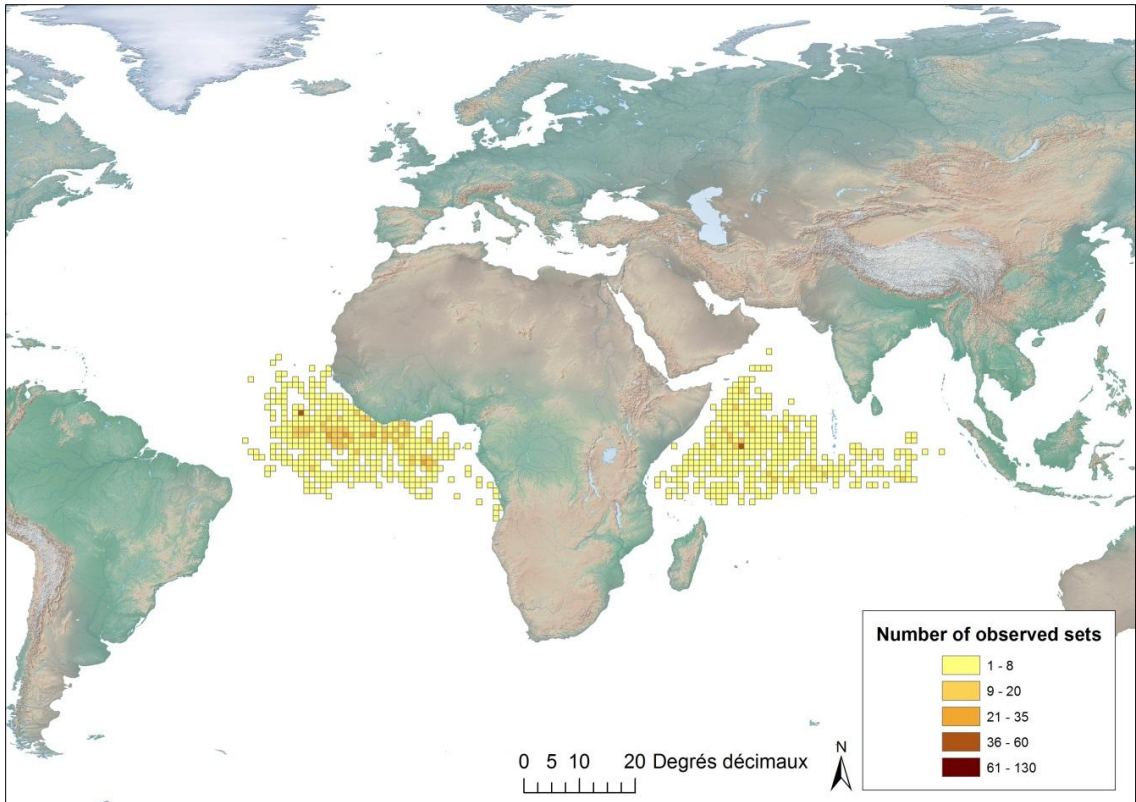 Number of observed sets
1 - 8
9 - 20
21 - 35
36 - 60
61 - 130
0 5 10 20 Degrés décimaux
N